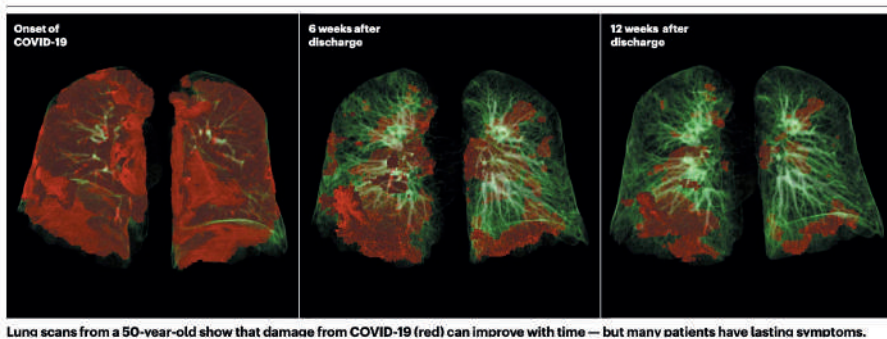 Onset of
COVID-19
6 weeks after
discharge
12 weeks after
discharge
Lung scans from a 50-year-old show that damage from COVID-19 (red) can improve with time — but many patients have lasting symptoms.